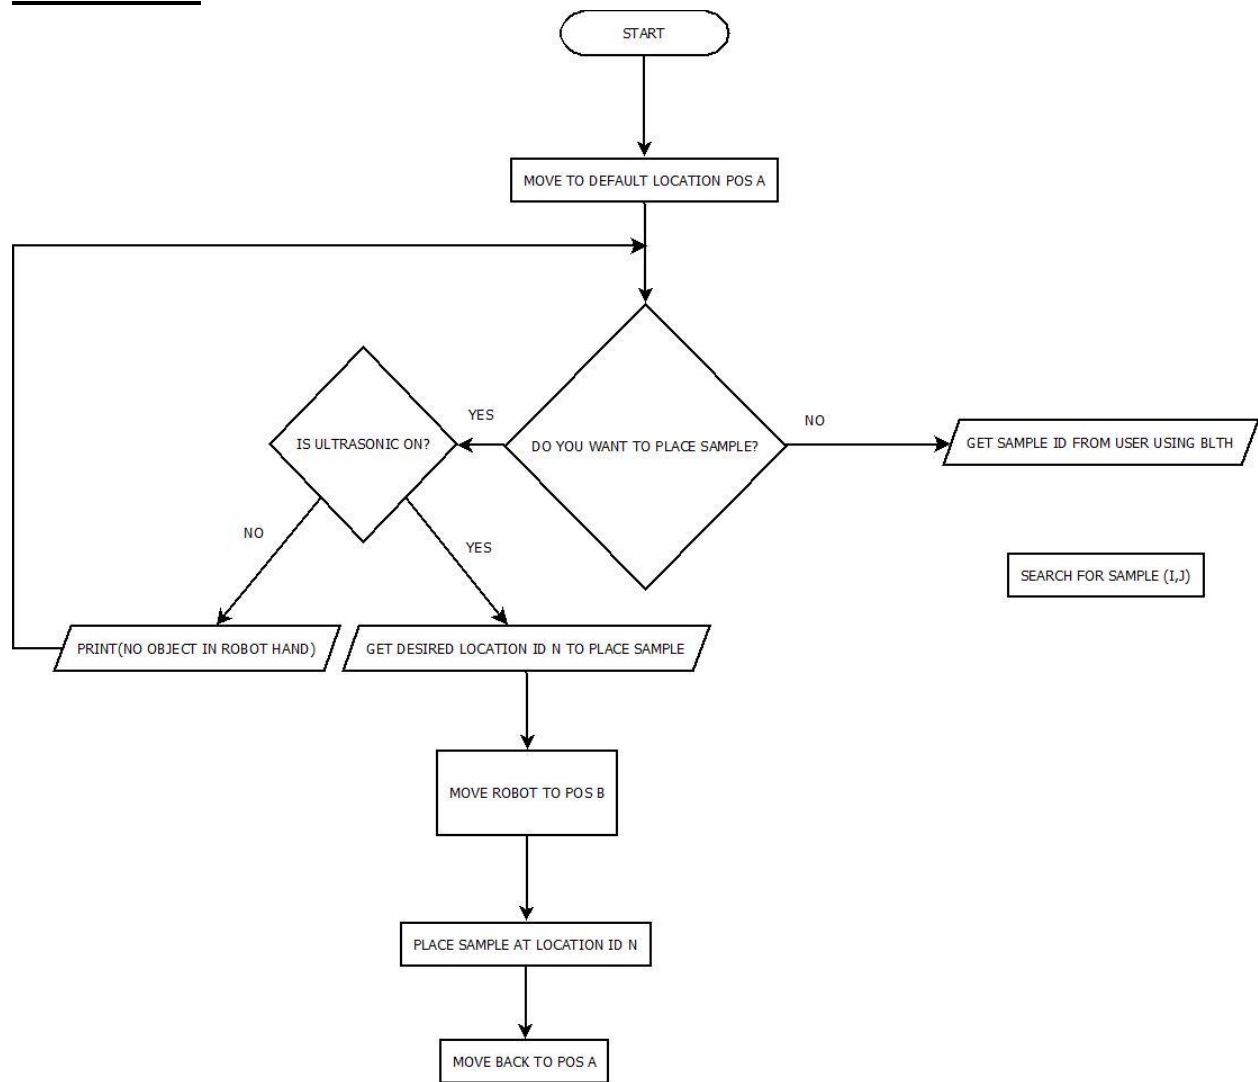 START
MOVE TO DEFAULT LOCATION POS A
DO YOU WANT TO PLACE SAMPLE?
YES
NO
IS ULTRASONIC ON?
GET SAMPLE ID FROM USER USING BLTH
NO
YES
SEARCH FOR SAMPLE (I,J)
PRINT(NO OBJECT IN ROBOT HAND)
GET DESIRED LOCATION ID N TO PLACE SAMPLE
MOVE ROBOT TO POS B
PLACE SAMPLE AT LOCATION ID N
MOVE BACK TO POS A